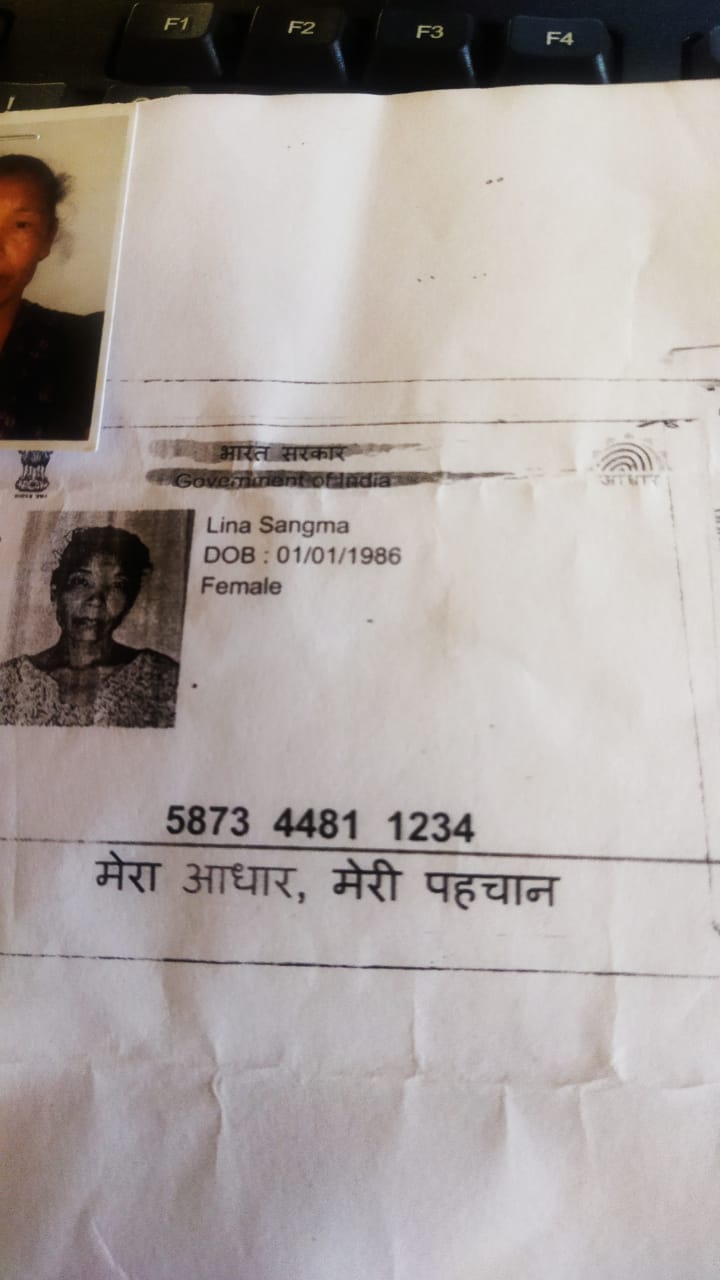 F1 F2 F3 F4
भारत सरकार
Government of India
आधार
Lina Sangma
DOB : 01/01/1986
Female
5873 4481 1234
मेरा आधार, मेरी पहचान